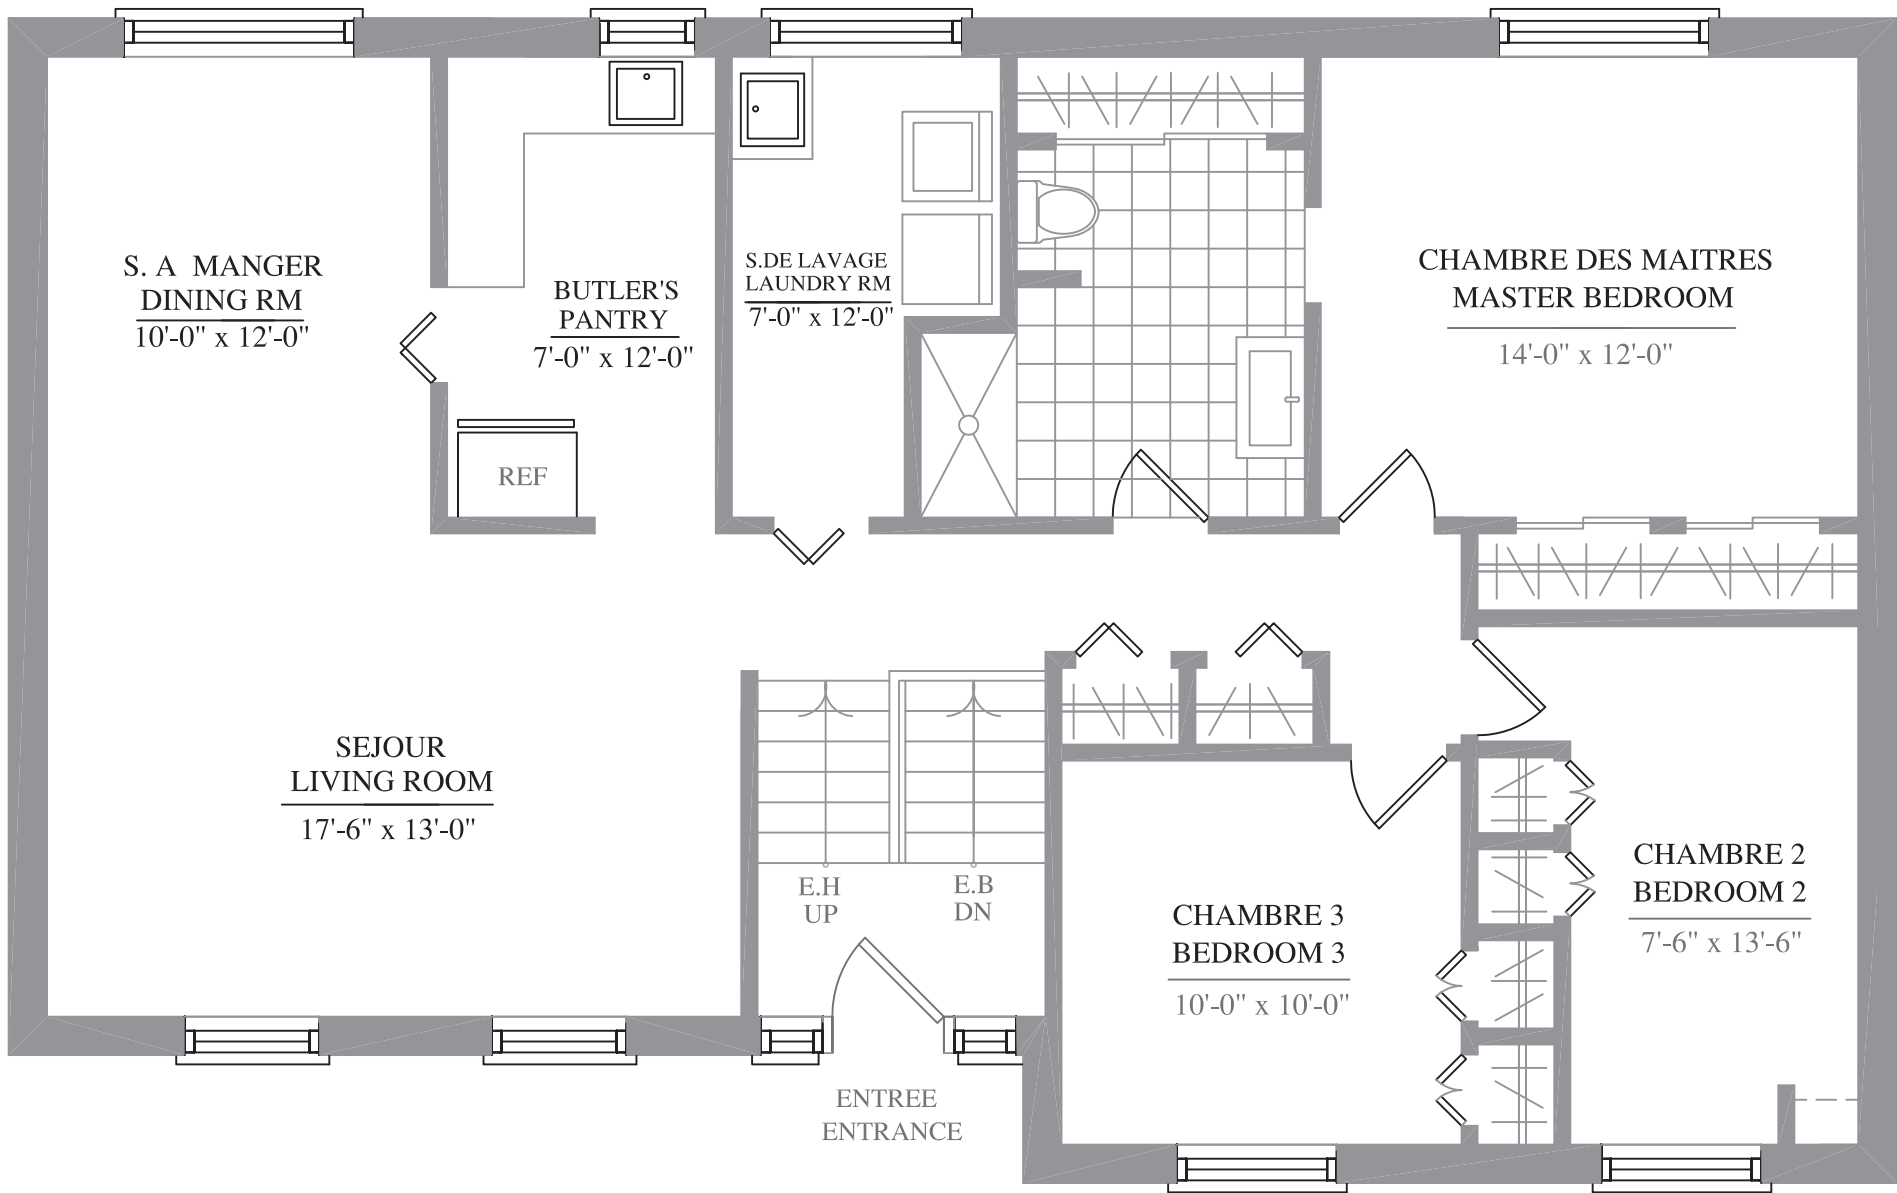 S. A  MANGER
DINING RM
10'-0" x 12'-0"
BUTLER'S
PANTRY
7'-0" x 12'-0"
REF
S.DE LAVAGE
LAUNDRY RM
7'-0" x 12'-0"
CHAMBRE DES MAITRES
MASTER BEDROOM
14'-0" x 12'-0"
SEJOUR
LIVING ROOM
17'-6" x 13'-0"
E.H
UP
E.B
DN
ENTREE
ENTRANCE
CHAMBRE 3
BEDROOM 3
10'-0" x 10'-0"
CHAMBRE 2
BEDROOM 2
7'-6" x 13'-6"